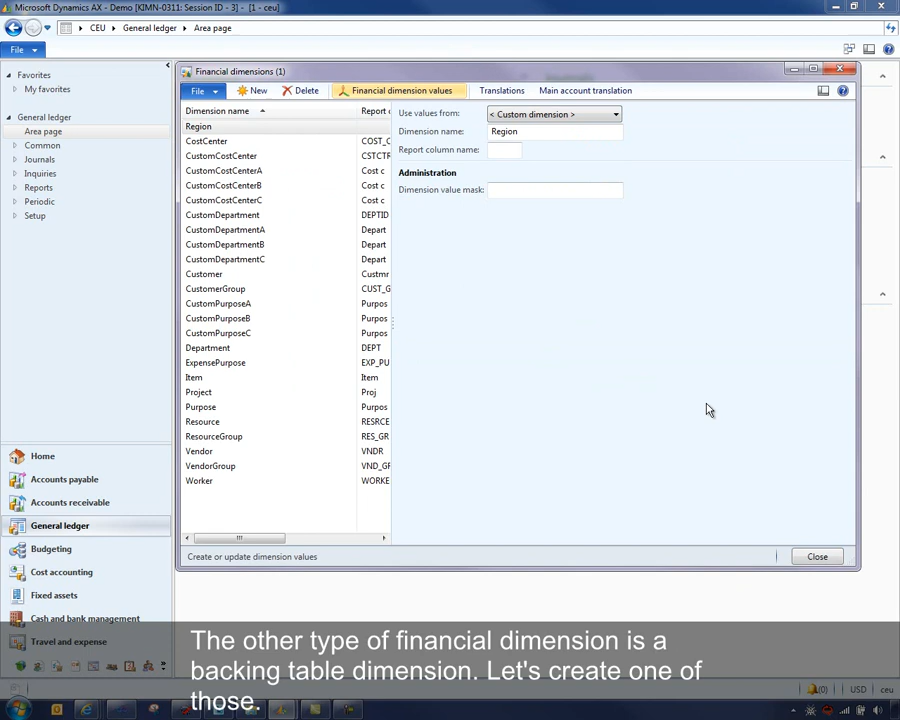 Microsoft Dynamics AX - Demo [KIMN-0311: Session ID - 3] - [1 - ceu]
CEU
General ledger
Area page
File
Favorites
My favorites
General ledger
Area page
Common
Journals
Inquiries
Reports
Periodic
Setup
Home
Accounts payable
Accounts receivable
General ledger
Budgeting
Cost accounting
Fixed assets
Cash and bank management
Travel and expense
Financial dimensions (1)
File New Delete Financial dimension values Translations Main account translation
Dimension name Report c
Region
CostCenter COST_C
CustomCostCenter CSTCTR
CustomCostCenterA Cost c
CustomCostCenterB Cost c
CustomCostCenterC Cost c
CustomDepartment DEPTID
CustomDepartmentA Depart
CustomDepartmentB Depart
CustomDepartmentC Depart
Customer Custmr
CustomerGroup CUST_G
CustomPurposeA Purpos
CustomPurposeB Purpos
CustomPurposeC Purpos
Department DEPT
ExpensePurpose EXP_PU
Item Item
Project Proj
Purpose Purpos
Resource RESRCE
ResourceGroup RES_GR
Vendor VNDR
VendorGroup VND_GF
Worker WORKE
Use values from: < Custom dimension >
Dimension name: Region
Report column name:
Administration
Dimension value mask:
Create or update dimension values
Close
The other type of financial dimension is a
backing table dimension. Let's create one of
those.
(0) USD ceu